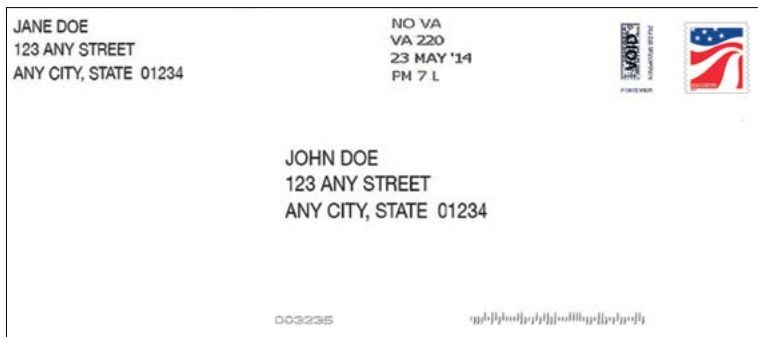 JANE DOE
123 ANY STREET
ANY CITY, STATE 01234
NO VA
VA 220
23 MAY '14
PM 7 L
VOID
FOREVER
JOHN DOE
123 ANY STREET
ANY CITY, STATE 01234
003235